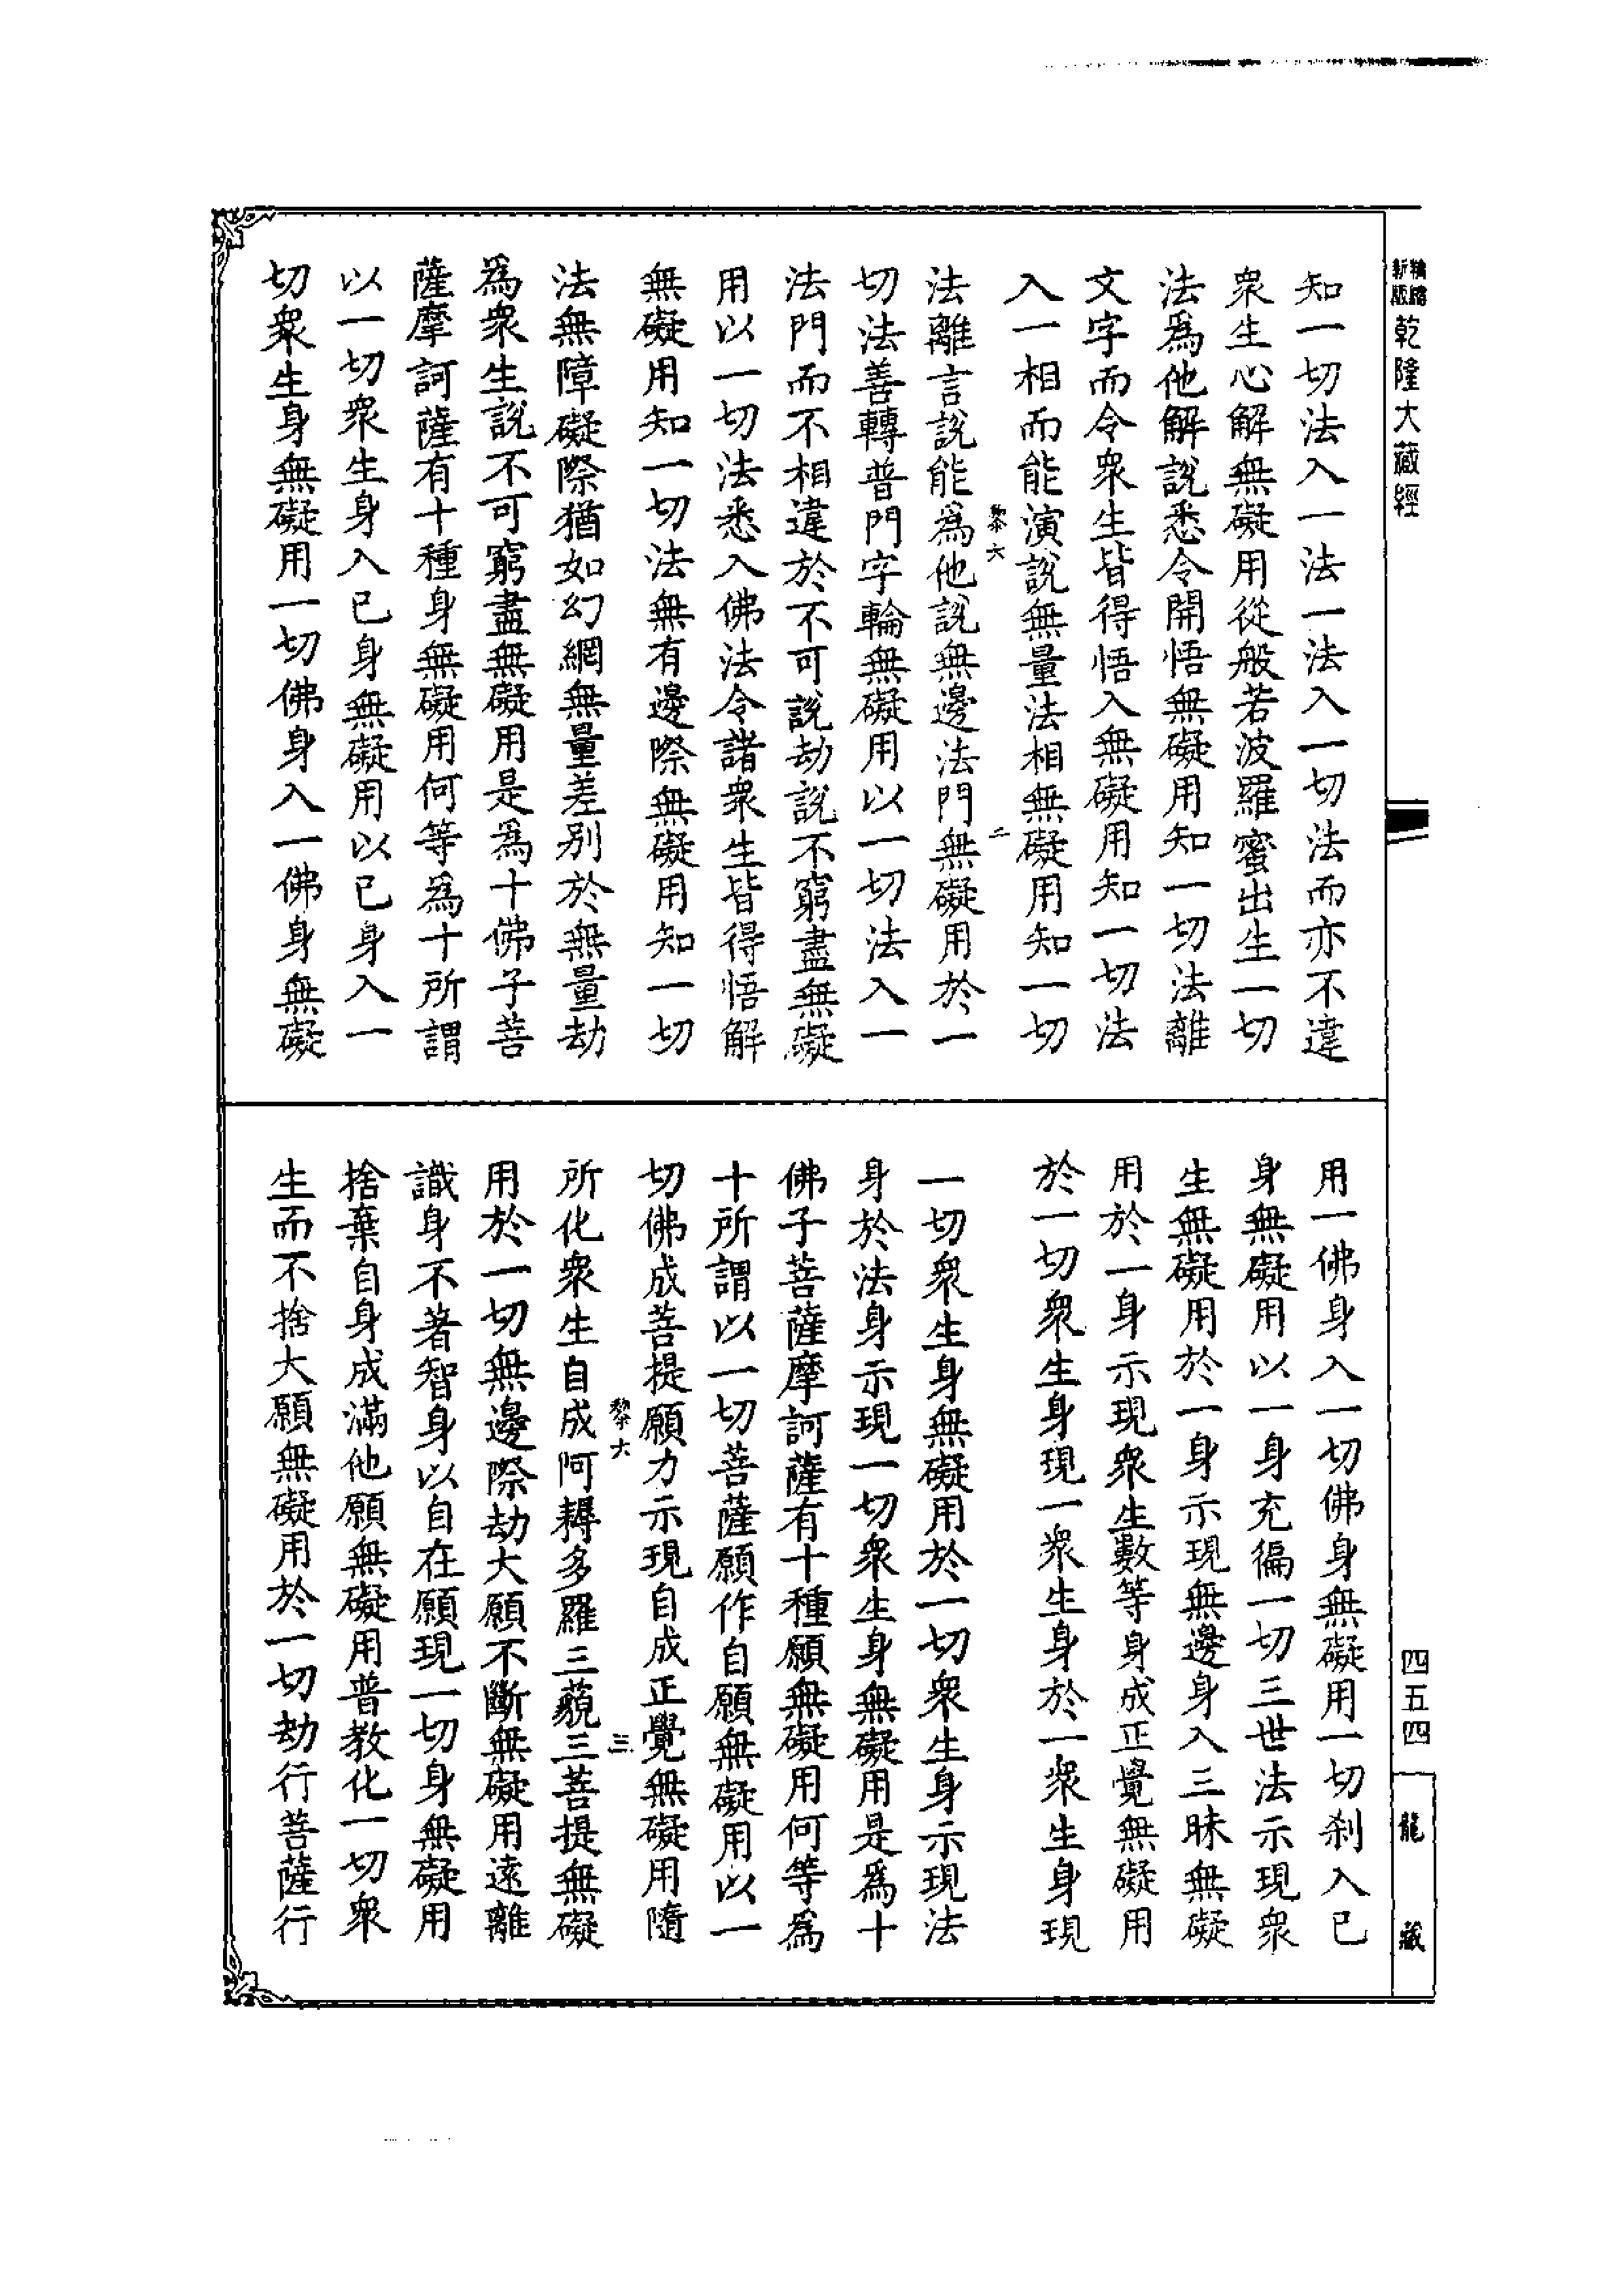 新版精縮乾隆大藏經
知一切法入一法一法入一切法而亦不違
衆生心解無礙用從般若波羅蜜出生一切
法爲他解說悉令開悟無礙用知一切法離
文字而令衆生皆得悟入無礙用知一切法
入一相而能演說無量法相無礙用知一切
黎六
二
法離言說能爲他說無邊法門無礙用於一
切法善轉普門字輪無礙用以一切法入一
法門而不相違於不可說劫說不窮盡無礙
用以一切法悉入佛法令諸衆生皆得悟解
無礙用知一切法無有邊際無礙用知一切
法無障礙際猶如幻網無量差別於無量劫
爲衆生說不可窮盡無礙用是爲十佛子菩
薩摩訶薩有十種身無礙用何等爲十所謂
以一切衆生身入已身無礙用以已身入一
切衆生身無礙用一切佛身入一佛身無礙
用一佛身入一切佛身無礙用一切剎入已
身無礙用以一身充徧一切三世法示現衆
生無礙用於一身示現無邊身入三昧無礙
用於一身示現衆生數等身成正覺無礙用
於一切衆生身現一衆生身於一衆生身現
一切衆生身無礙用於一切衆生身示現法
身於法身示現一切衆生身無礙用是爲十
佛子菩薩摩訶薩有十種願無礙用何等爲
十所謂以一切菩薩願作自願無礙用以一
切佛成菩提願力示現自成正覺無礙用隨
黎六
三
所化衆生自成阿耨多羅三藐三菩提無礙
用於一切無邊際劫大願不斷無礙用遠離
識身不著智身以自在願現一切身無礙用
捨棄自身成滿他願無礙用普教化一切衆
生而不捨大願無礙用於一切劫行菩薩行
四五四
龍藏